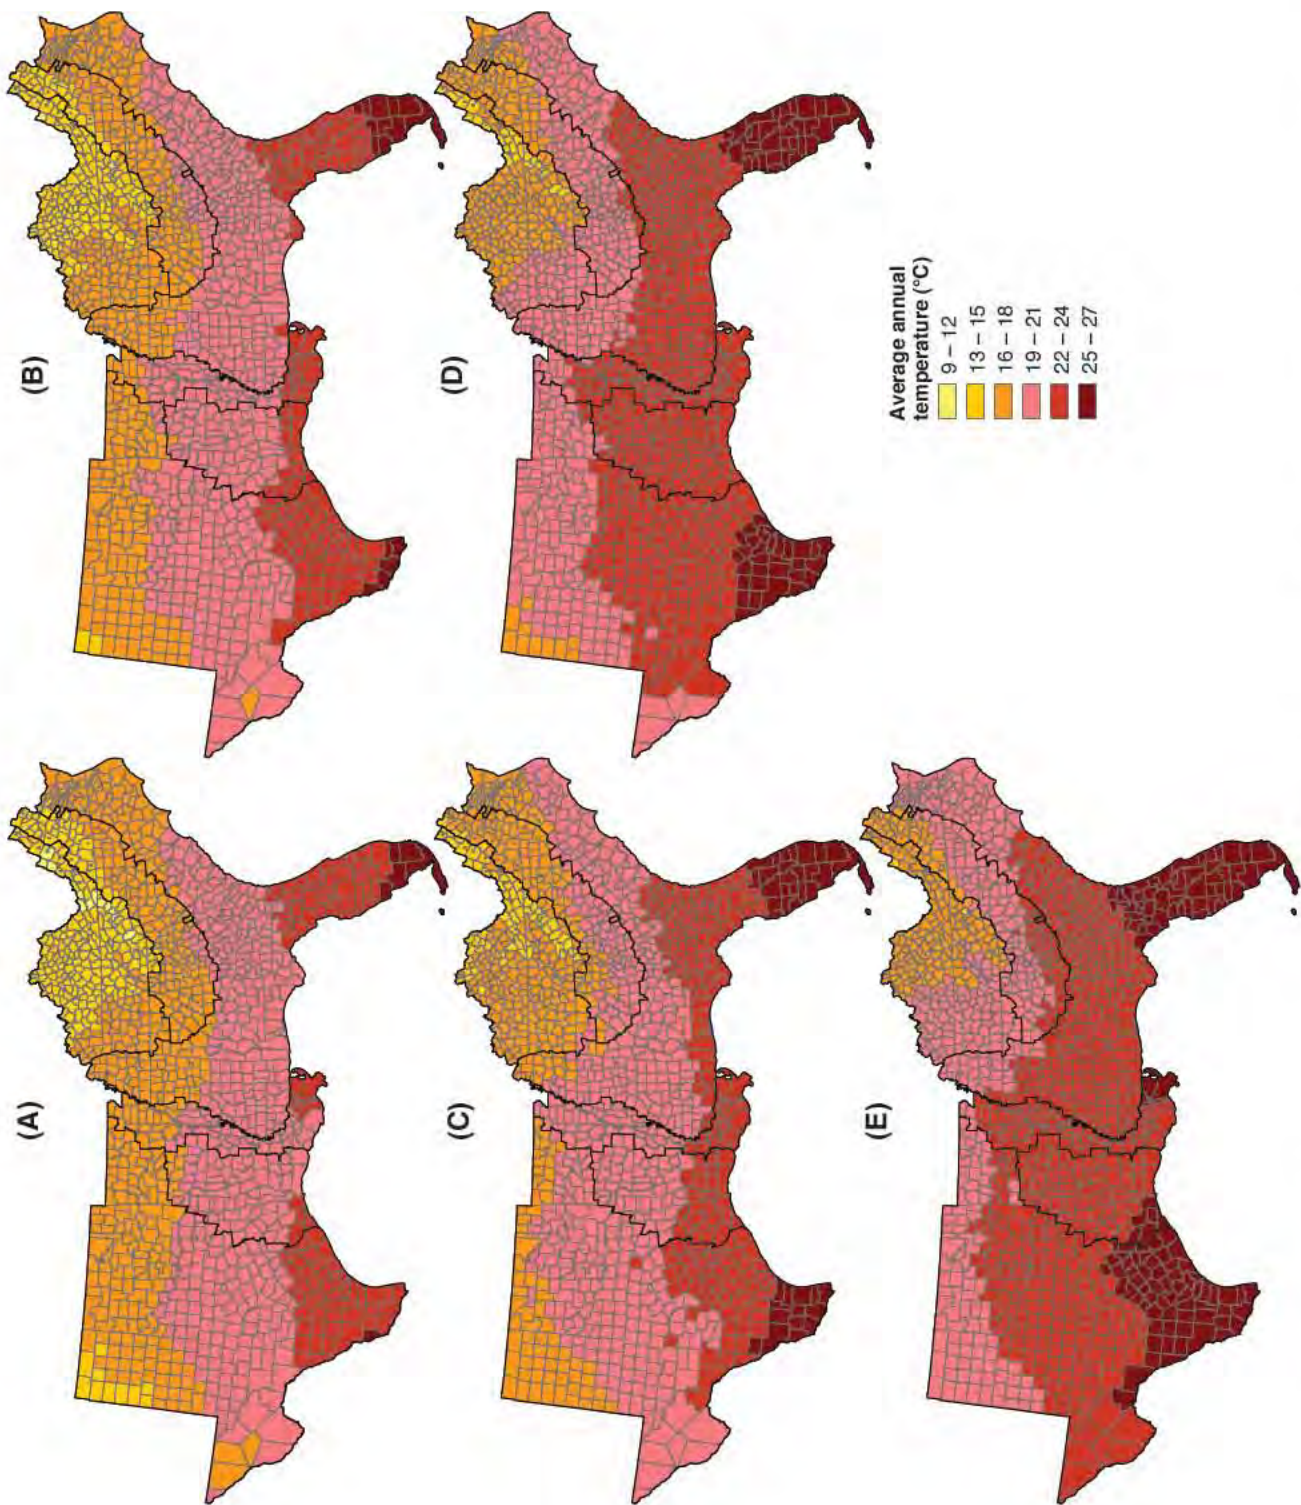 (A)
(B)
(C)
(D)
(E)
Average annual
temperature (°C)
9 – 12
13 – 15
16 – 18
19 – 21
22 – 24
25 – 27